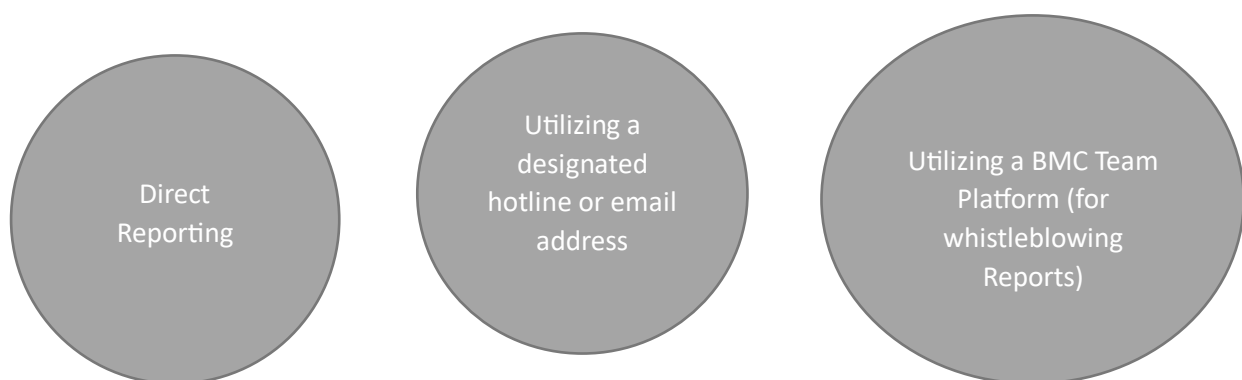 Direct
Reporting
Utilizing a
designated
hotline or email
address
Utilizing a BMC Team
Platform (for
whistleblowing
Reports)